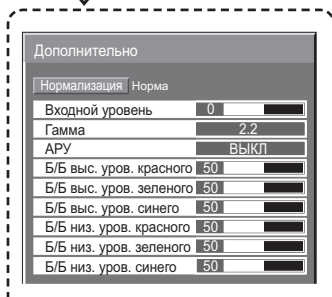 Дополнительно
Нормализация Норма
Входной уровень 0
Гамма 2.2
АРУ ВЫКЛ
Б/Б выс. уров. красного 50
Б/Б выс. уров. зеленого 50
Б/Б выс. уров. синего 50
Б/Б низ. уров. красного 50
Б/Б низ. уров. зеленого 50
Б/Б низ. уров. синего 50